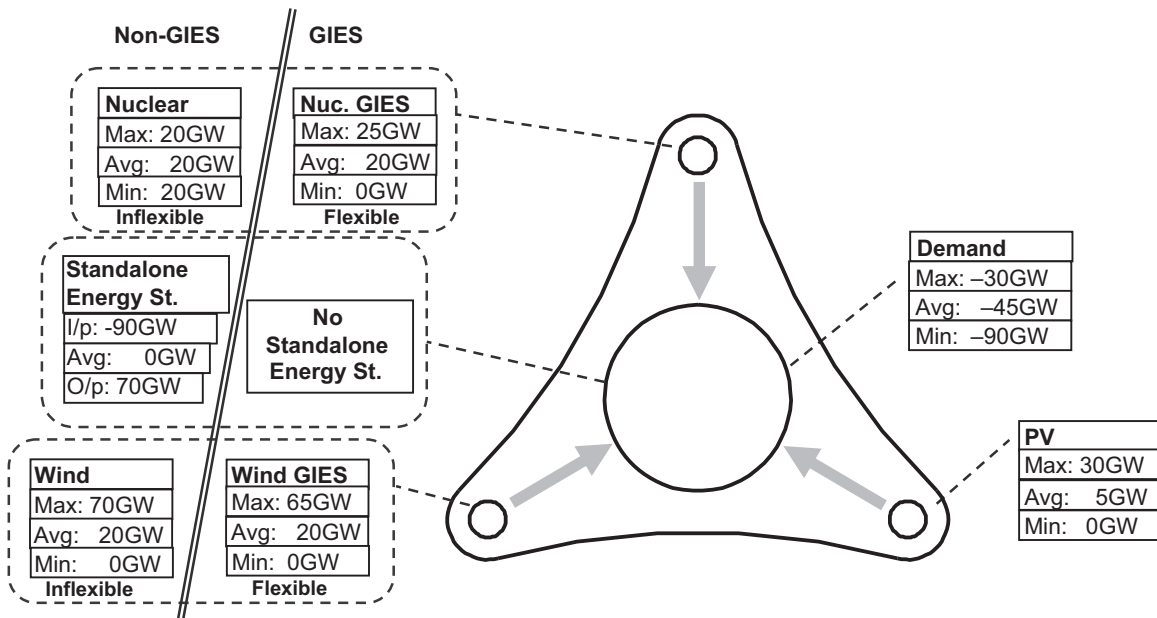 Non-GIES
GIES
Nuclear
Max: 20GW
Avg: 20GW
Min: 20GW
Inflexible
Nuc. GIES
Max: 25GW
Avg: 20GW
Min: 0GW
Flexible
Standalone
Energy St.
I/p: -90GW
Avg: 0GW
O/p: 70GW
No
Standalone
Energy St.
Wind
Max: 70GW
Avg: 20GW
Min: 0GW
Inflexible
Wind GIES
Max: 65GW
Avg: 20GW
Min: 0GW
Flexible
Demand
Max: –30GW
Avg: –45GW
Min: –90GW
PV
Max: 30GW
Avg: 5GW
Min: 0GW